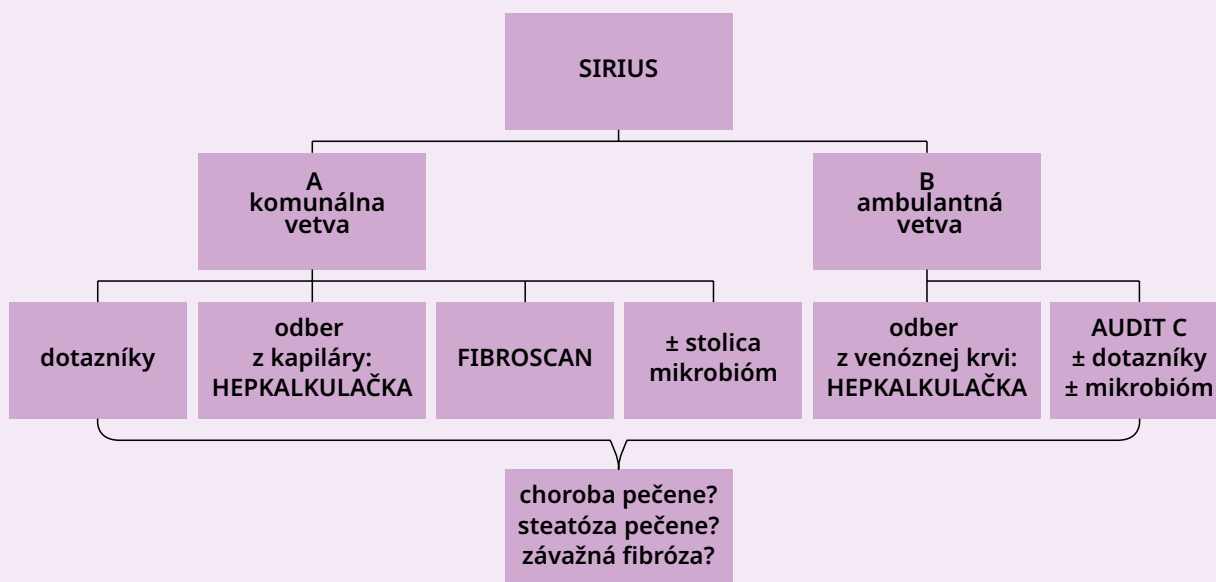 SIRIUS
A
komunálna
vetva
B
ambulantná
vetva
dotazníky
odber
z kapiláry:
HEPKALKULAČKA
FIBROSCAN
± stolica
mikrobióm
odber
z venóznej krvi:
HEPKALKULAČKA
AUDIT C
± dotazníky
± mikrobióm
choroba pečene?
steatóza pečene?
závažná fibróza?